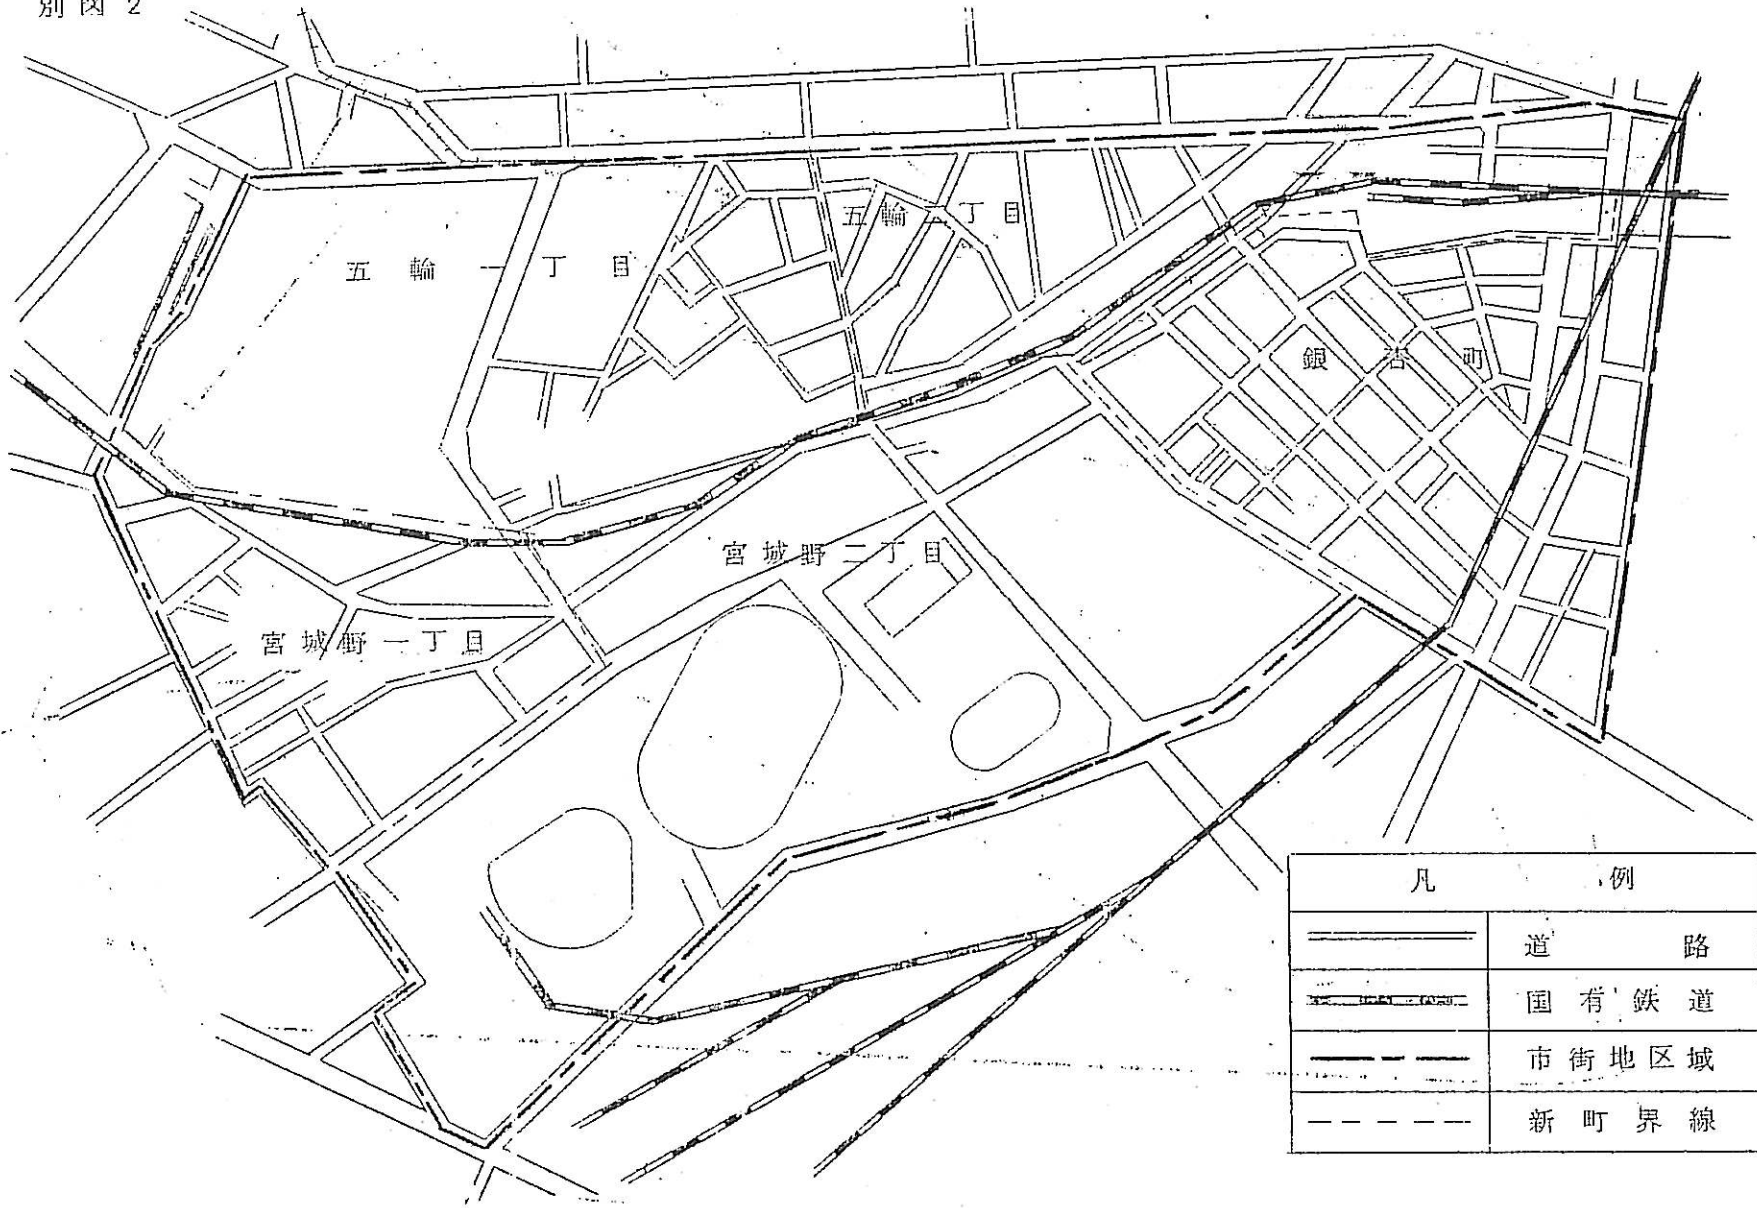 別図2
五輪一丁目
五輪二丁目
銀杏町
宮城野二丁目
宮城野一丁目
凡例
道路
国有鉄道
市街地区域
新町界線